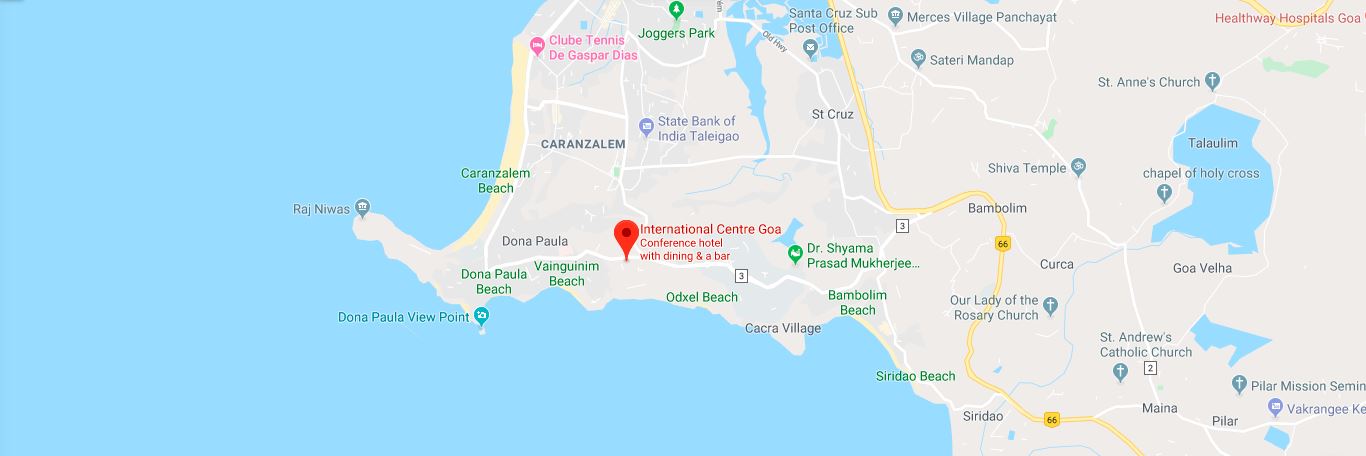 Joggers Park
Clube Tennis
De Gaspar Dias
Old Hwy
Santa Cruz Sub
Post Office
Merces Village Panchayat
Healthway Hospitals Goa
Sateri Mandap
St. Anne's Church
State Bank of
India Taleigao
St Cruz
CARANZALEM
Talaulim
Caranzalem
Beach
Shiva Temple
chapel of holy cross
Raj Niwas
Bambolim
3
66
International Centre Goa
Conference hotel
with dining & a bar
Dona Paula
Dr. Shyama
Prasad Mukherjee...
Curca
Goa Velha
Dona Paula
Beach
Vainguinim
Beach
3
Odxel Beach
Bambolim
Beach
Our Lady of the
Rosary Church
Dona Paula View Point
Cacra Village
St. Andrew's
Catholic Church
2
Siridao Beach
Pilar Mission Semin
Siridao
66
Maina
Pilar
Vakrangee Ke